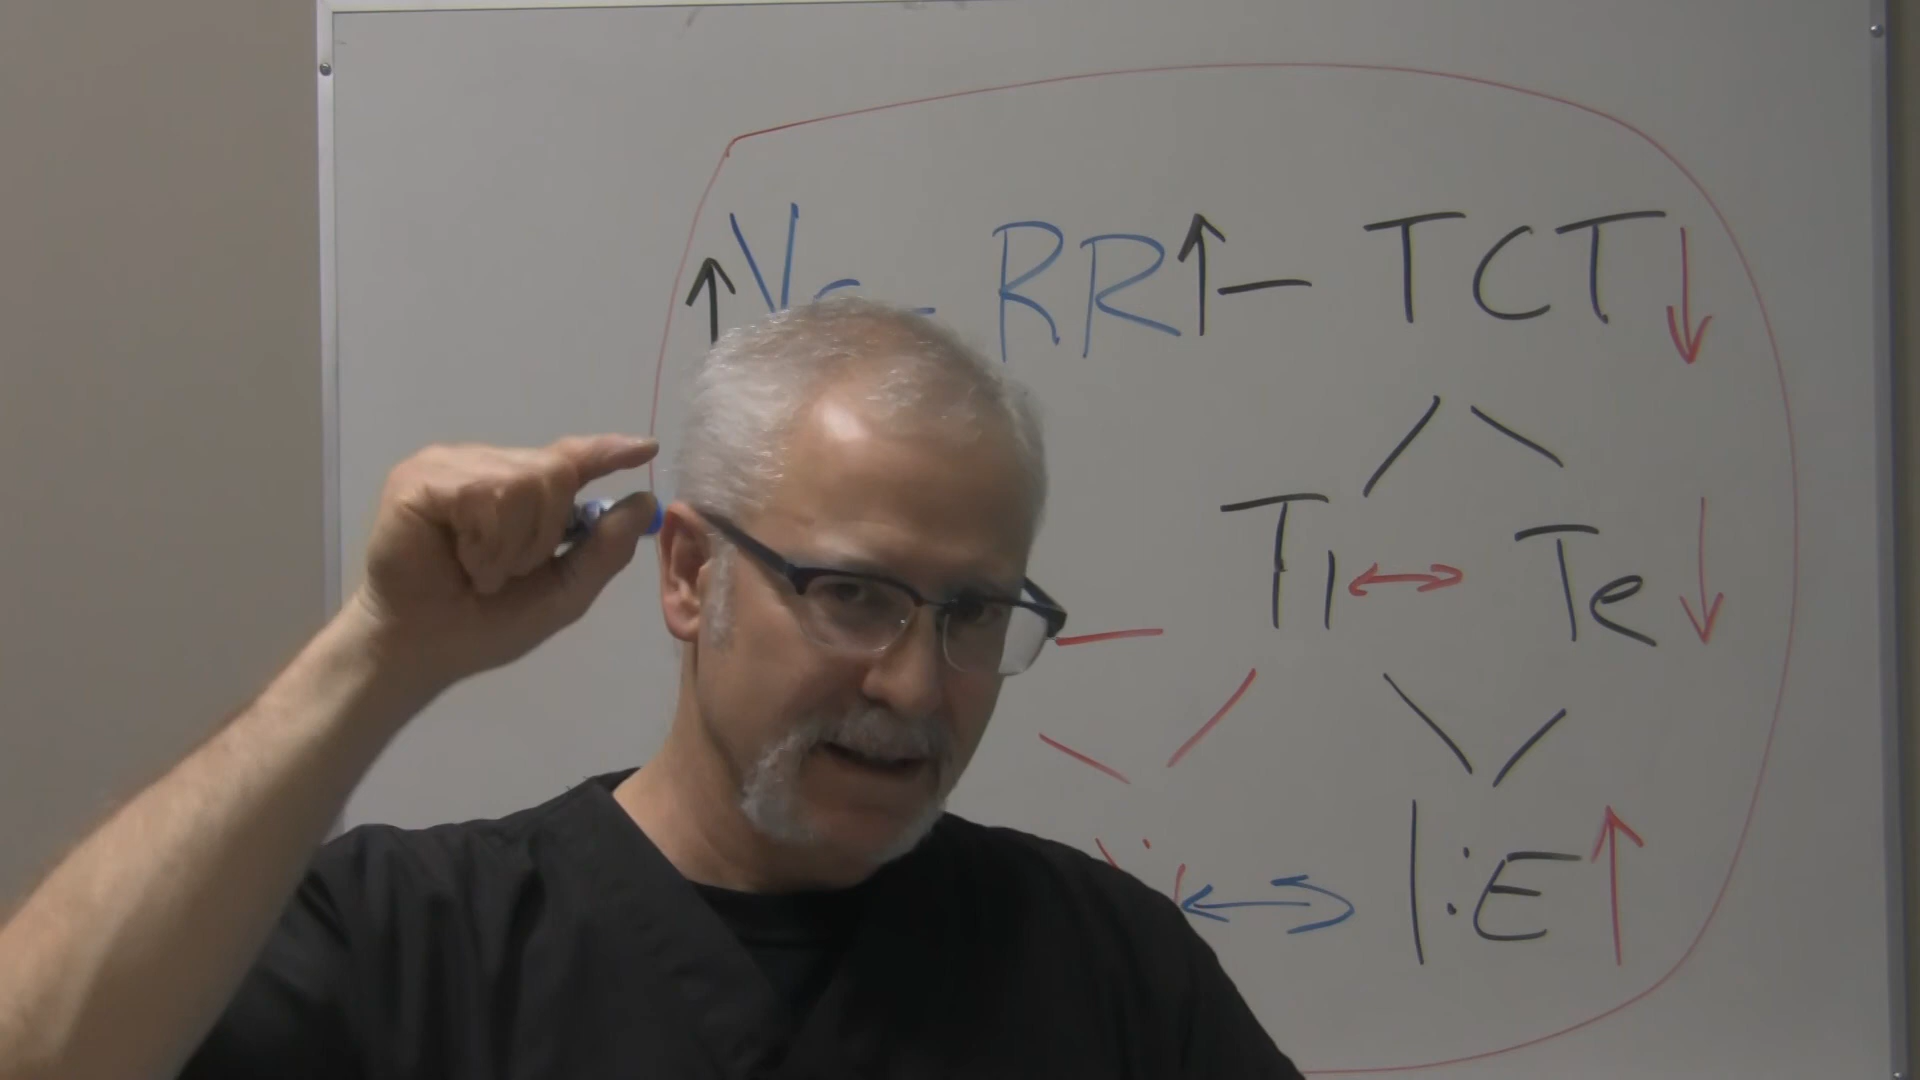 ↑ RR↑ — TCT↓
TI ↔ Te ↓
↔ I:E ↑